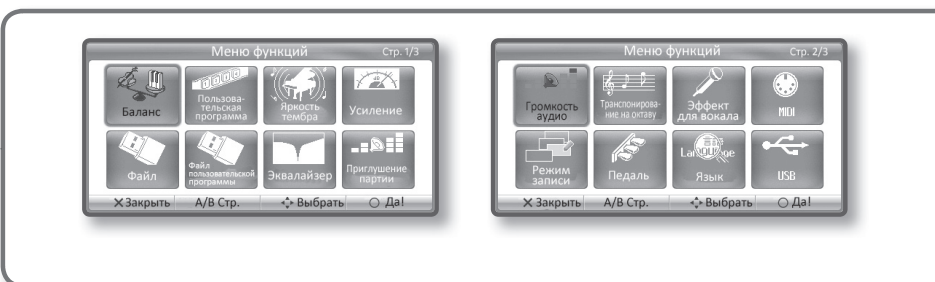 Меню функций Стр. 1/3
Баланс
Пользова-
тельская
программа
Яркость
тембра
Усиление
Файл
Файл
пользовательской
программы
Эквалайзер
Приглушение
партии
Закрыть A/B Стр. Выбрать Да!
Меню функций Стр. 2/3
Громкость
аудио
Транспонирова-
ние на октаву
Эффект
для вокала
MIDI
Режим
записи
Педаль
Язык
USB
Закрыть A/B Стр. Выбрать Да!